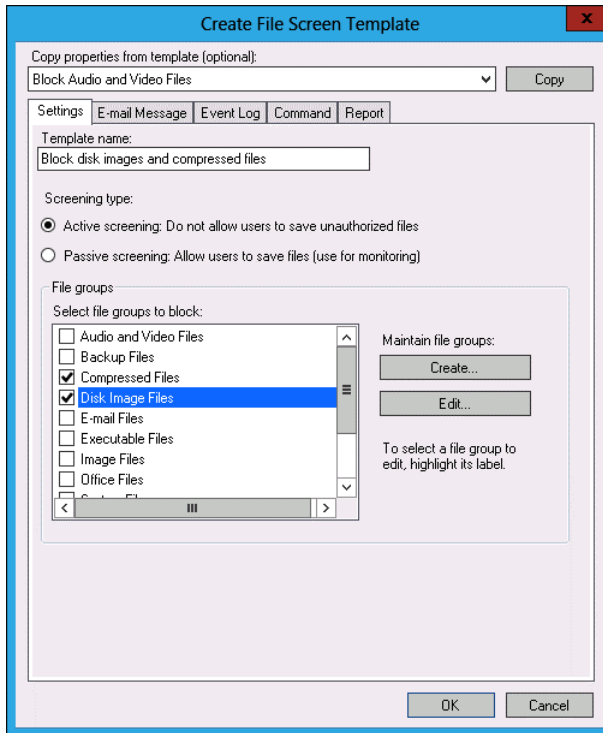 Create File Screen Template
x
Copy properties from template (optional):
Block Audio and Video Files
Copy
Settings E-mail Message Event Log Command Report
Template name:
Block disk images and compressed files
Screening type:
Active screening: Do not allow users to save unauthorized files
Passive screening: Allow users to save files (use for monitoring)
File groups
Select file groups to block:
Audio and Video Files
Backup Files
Compressed Files
Disk Image Files
E-mail Files
Executable Files
Image Files
Office Files
Maintain file groups:
Create...
Edit...
To select a file group to
edit, highlight its label.
OK Cancel